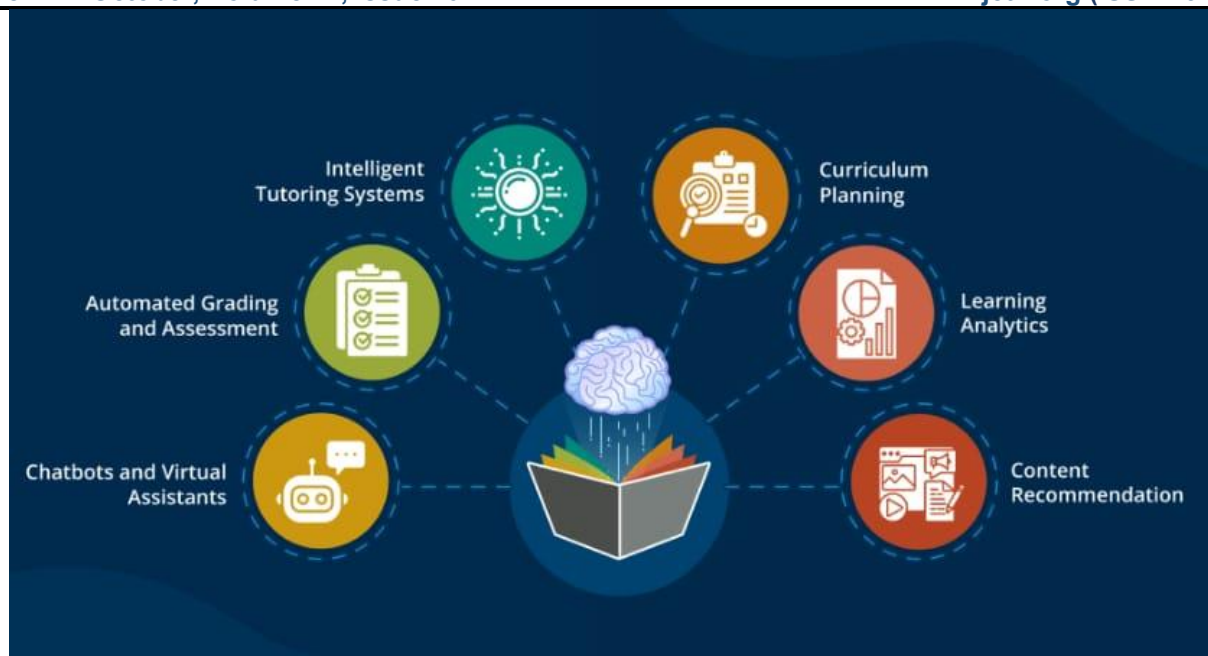 Intelligent
Tutoring Systems
Curriculum
Planning
Automated Grading
and Assessment
Learning
Analytics
Chatbots and Virtual
Assistants
Content
Recommendation